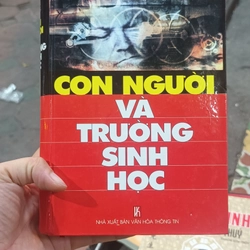 CON NGƯỜI
VÀ
TRƯỜNG
SINH
HỌC
NHÀ XUẤT BẢN VĂN HÓA THÔNG TIN